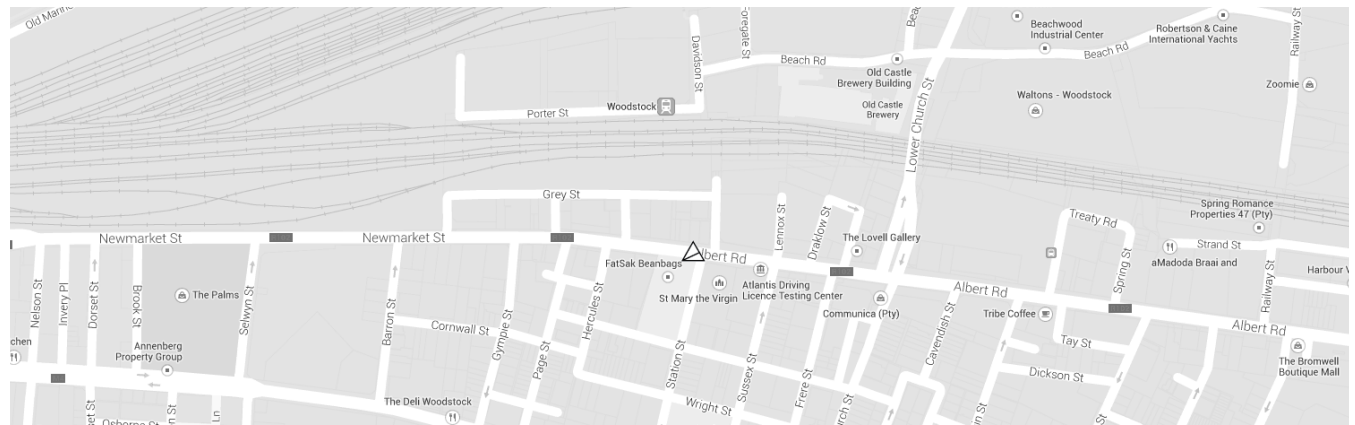 Old Marine
Davidson St
Foregate St
Beach Rd
Beachwood
Industrial Center
Robertson & Caine
International Yachts
Railway St
Beach Rd
Zoomie
Old Castle
Brewery Building
Old Castle
Brewery
Waltons - Woodstock
Woodstock
Porter St
Lower Church St
Grey St
Lennox St
Draklow St
The Lovell Gallery
Treaty Rd
Spring Romance
Properties 47 (Pty)
Strand St
aMadoda Braai and
Harbour V
Newmarket St
Newmarket St
Albert Rd
FatSak Beanbags
St Mary the Virgin
Atlantis Driving
Licence Testing Center
Communica (Pty)
Albert Rd
Spring St
Railway St
Tribe Coffee
Albert Rd
Nelson St
Invery Pl
Dorset St
Brook St
The Palms
Selwyn St
Barron St
Cornwall St
Gympie St
Page St
Hercules St
Station St
Sussex St
Frere St
Cavendish St
Tay St
Dickson St
The Bromwell
Boutique Mall
chen
Annenberg
Property Group
The Deli Woodstock
Wright St